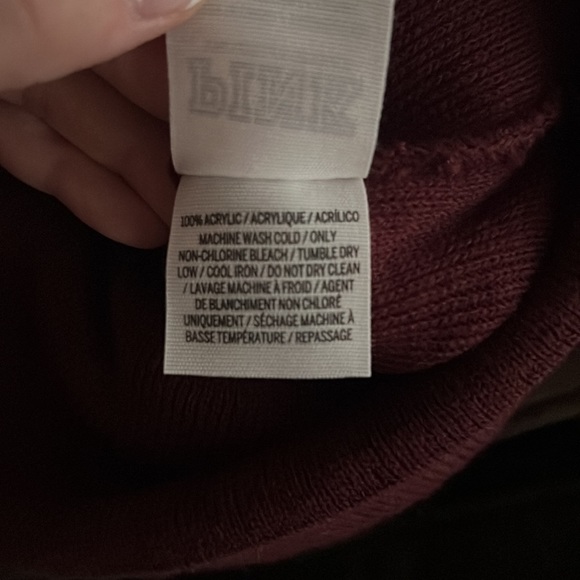 PINK
100% ACRYLIC / ACRYLIQUE / ACRÍLICO
MACHINE WASH COLD / ONLY
NON-CHLORINE BLEACH / TUMBLE DRY
LOW / COOL IRON / DO NOT DRY CLEAN
/ LAVAGE MACHINE À FROID / AGENT
DE BLANCHIMENT NON CHLORÉ
UNIQUEMENT / SÉCHAGE MACHINE À
BASSE TEMPÉRATURE / REPASSAGE